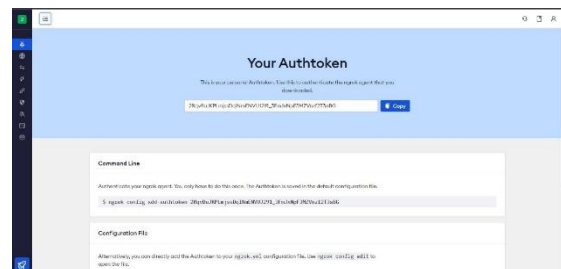 Your Authtoken
This is your personal Authtoken. Use this to authenticate the ngrok agent that you
downloaded.
Copy
Command Line
Authenticate your ngrok agent. You only have to do this once. The Authtoken is saved in the default configuration file.
$ ngrok config add-authtoken
Configuration File
Alternatively, you can directly add the Authtoken to your ngrok.yml configuration file. Use ngrok config edit to
open the file.